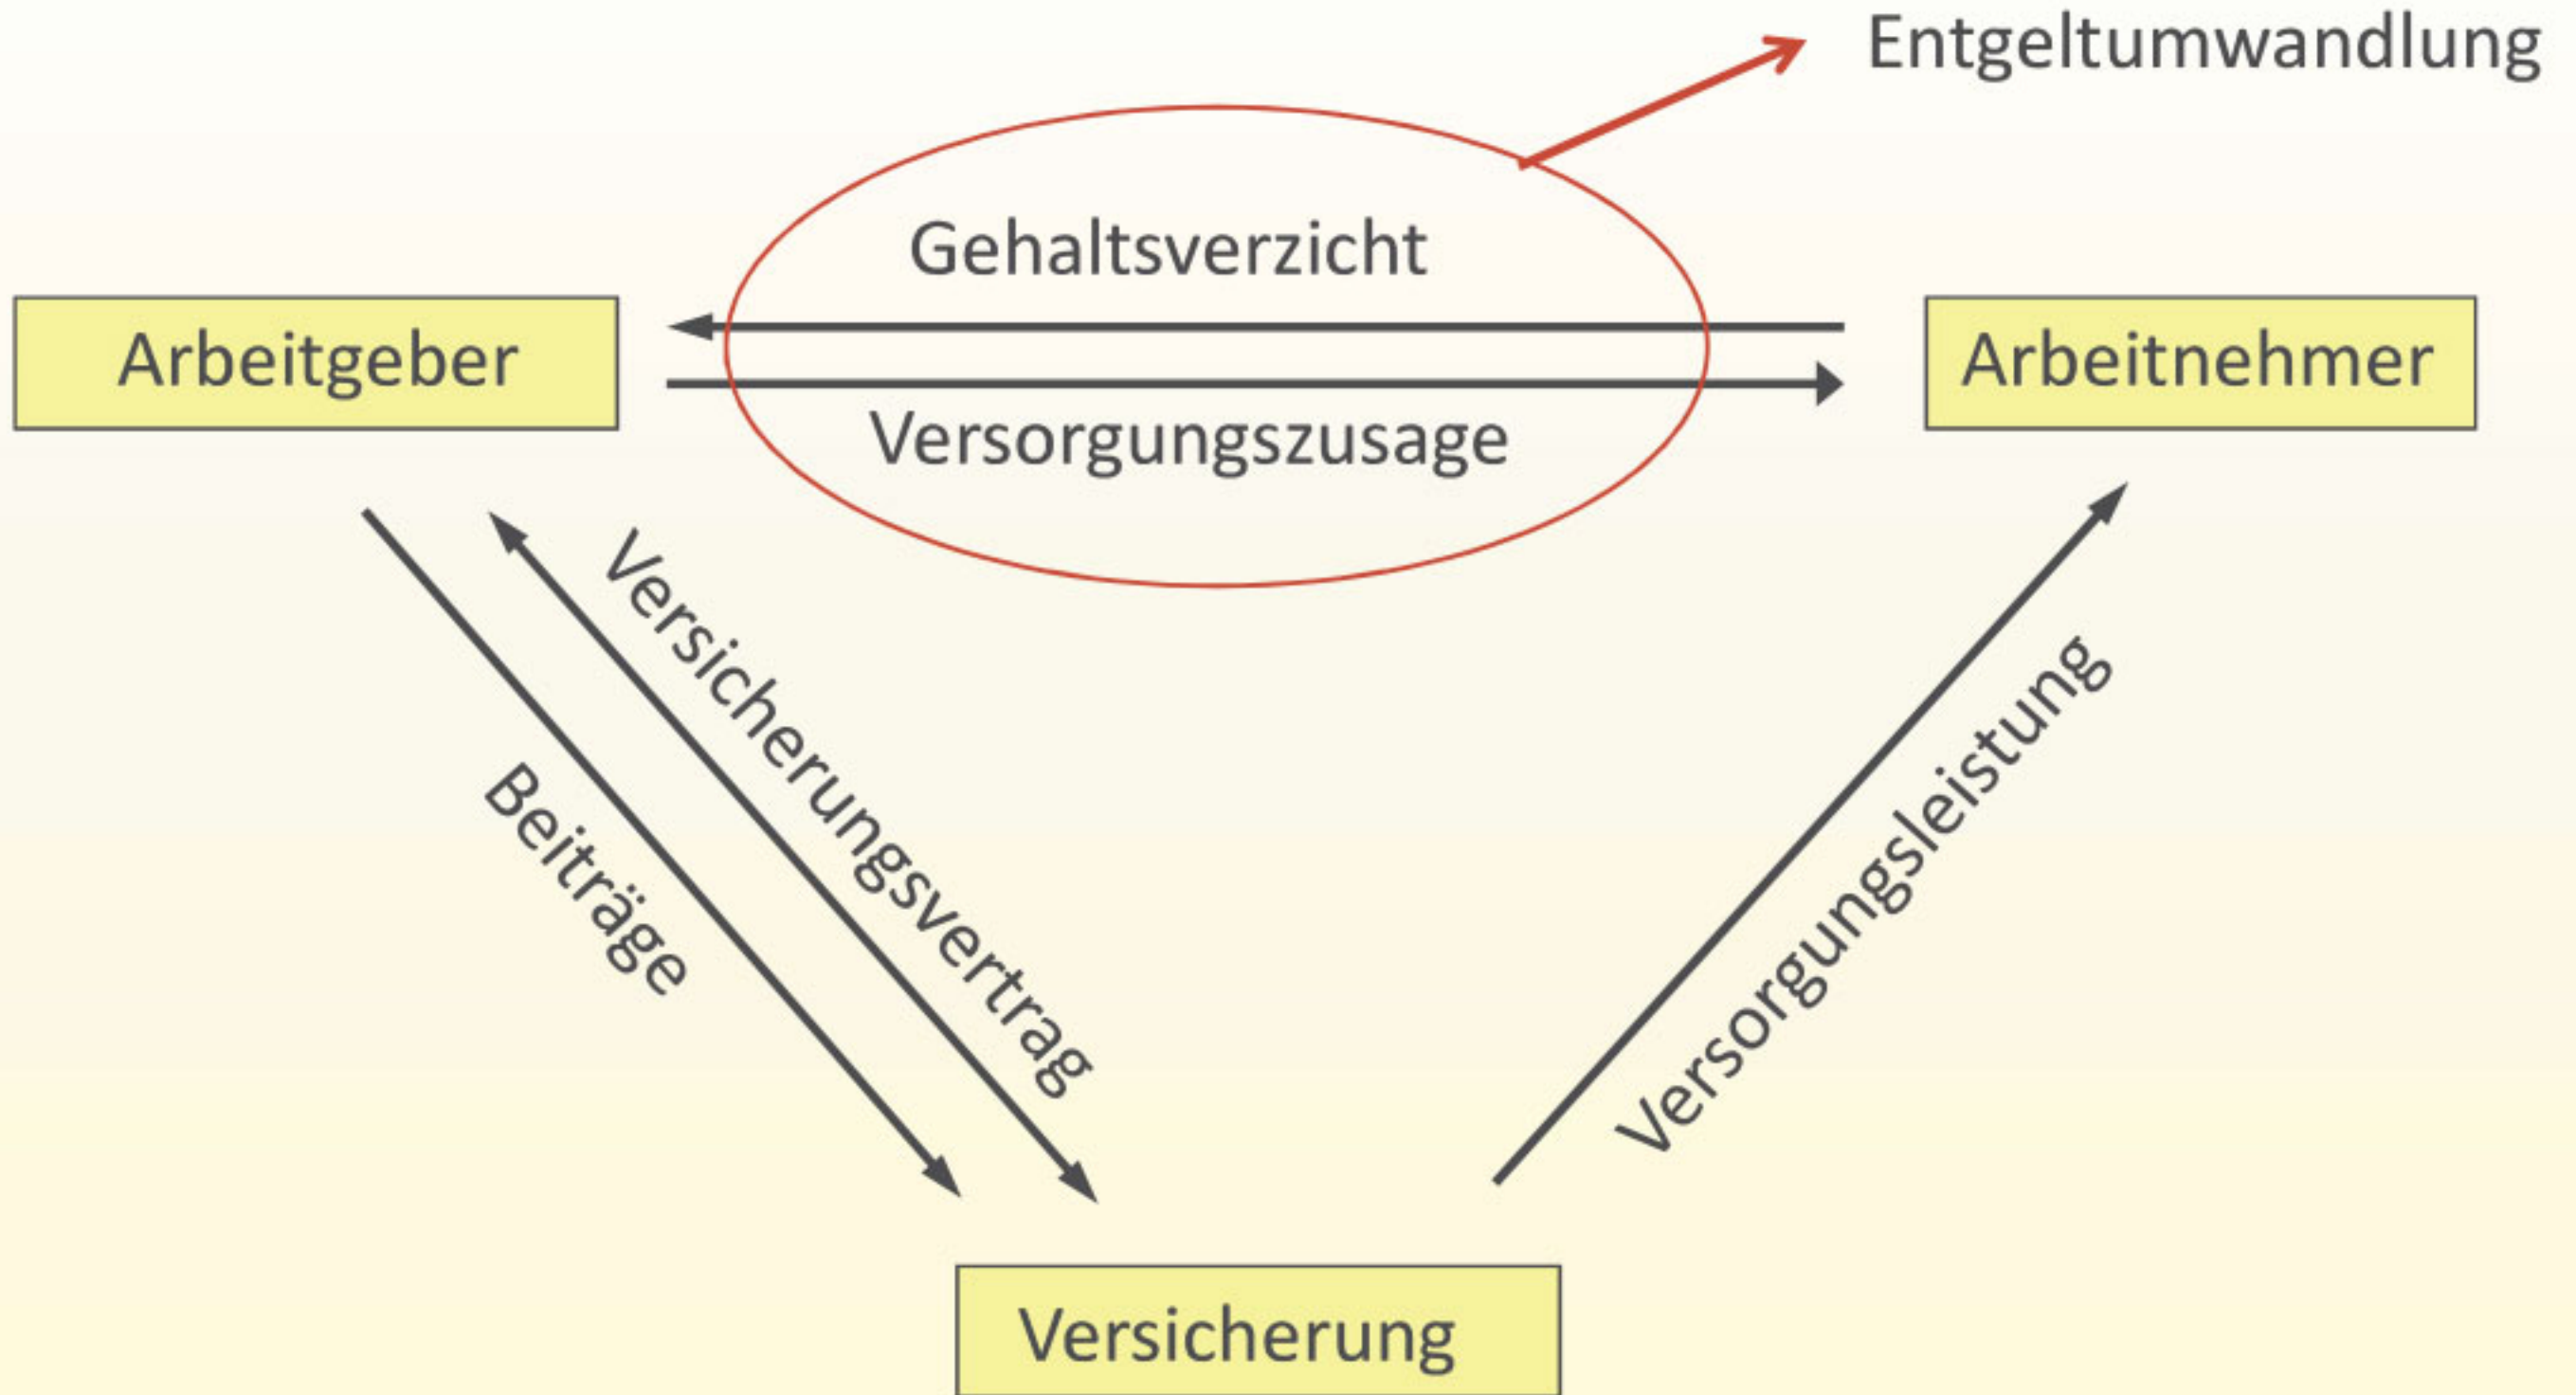 Entgeltumwandlung
Gehaltsverzicht
Arbeitgeber
Arbeitnehmer
Versorgungszusage
Versicherungsvertrag
Beiträge
Versorgungsleistung
Versicherung